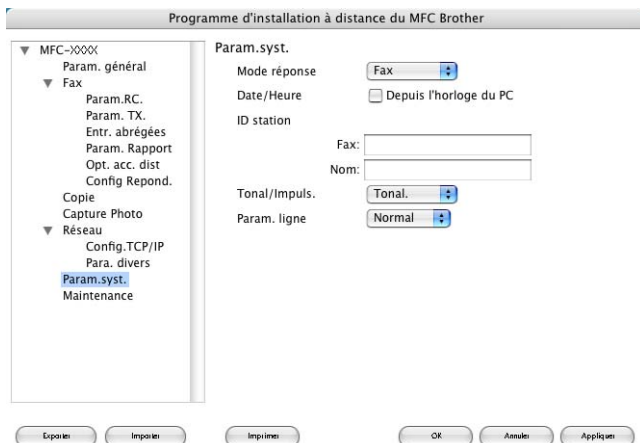 Programme d'installation à distance du MFC Brother
MFC-XXXX
Param. général
Fax
Param.RC.
Param. TX.
Entr. abrégées
Param. Rapport
Opt. acc. dist
Config Repond.
Copie
Capture Photo
Réseau
Config.TCP/IP
Para. divers
Param.syst.
Maintenance
Param.syst.
Mode réponse Fax
Date/Heure Depuis l'horloge du PC
ID station
Fax:
Nom:
Tonal/Impuls. Tonal.
Param. ligne Normal
Exporter Importer Imprimer OK Annuler Appliquer